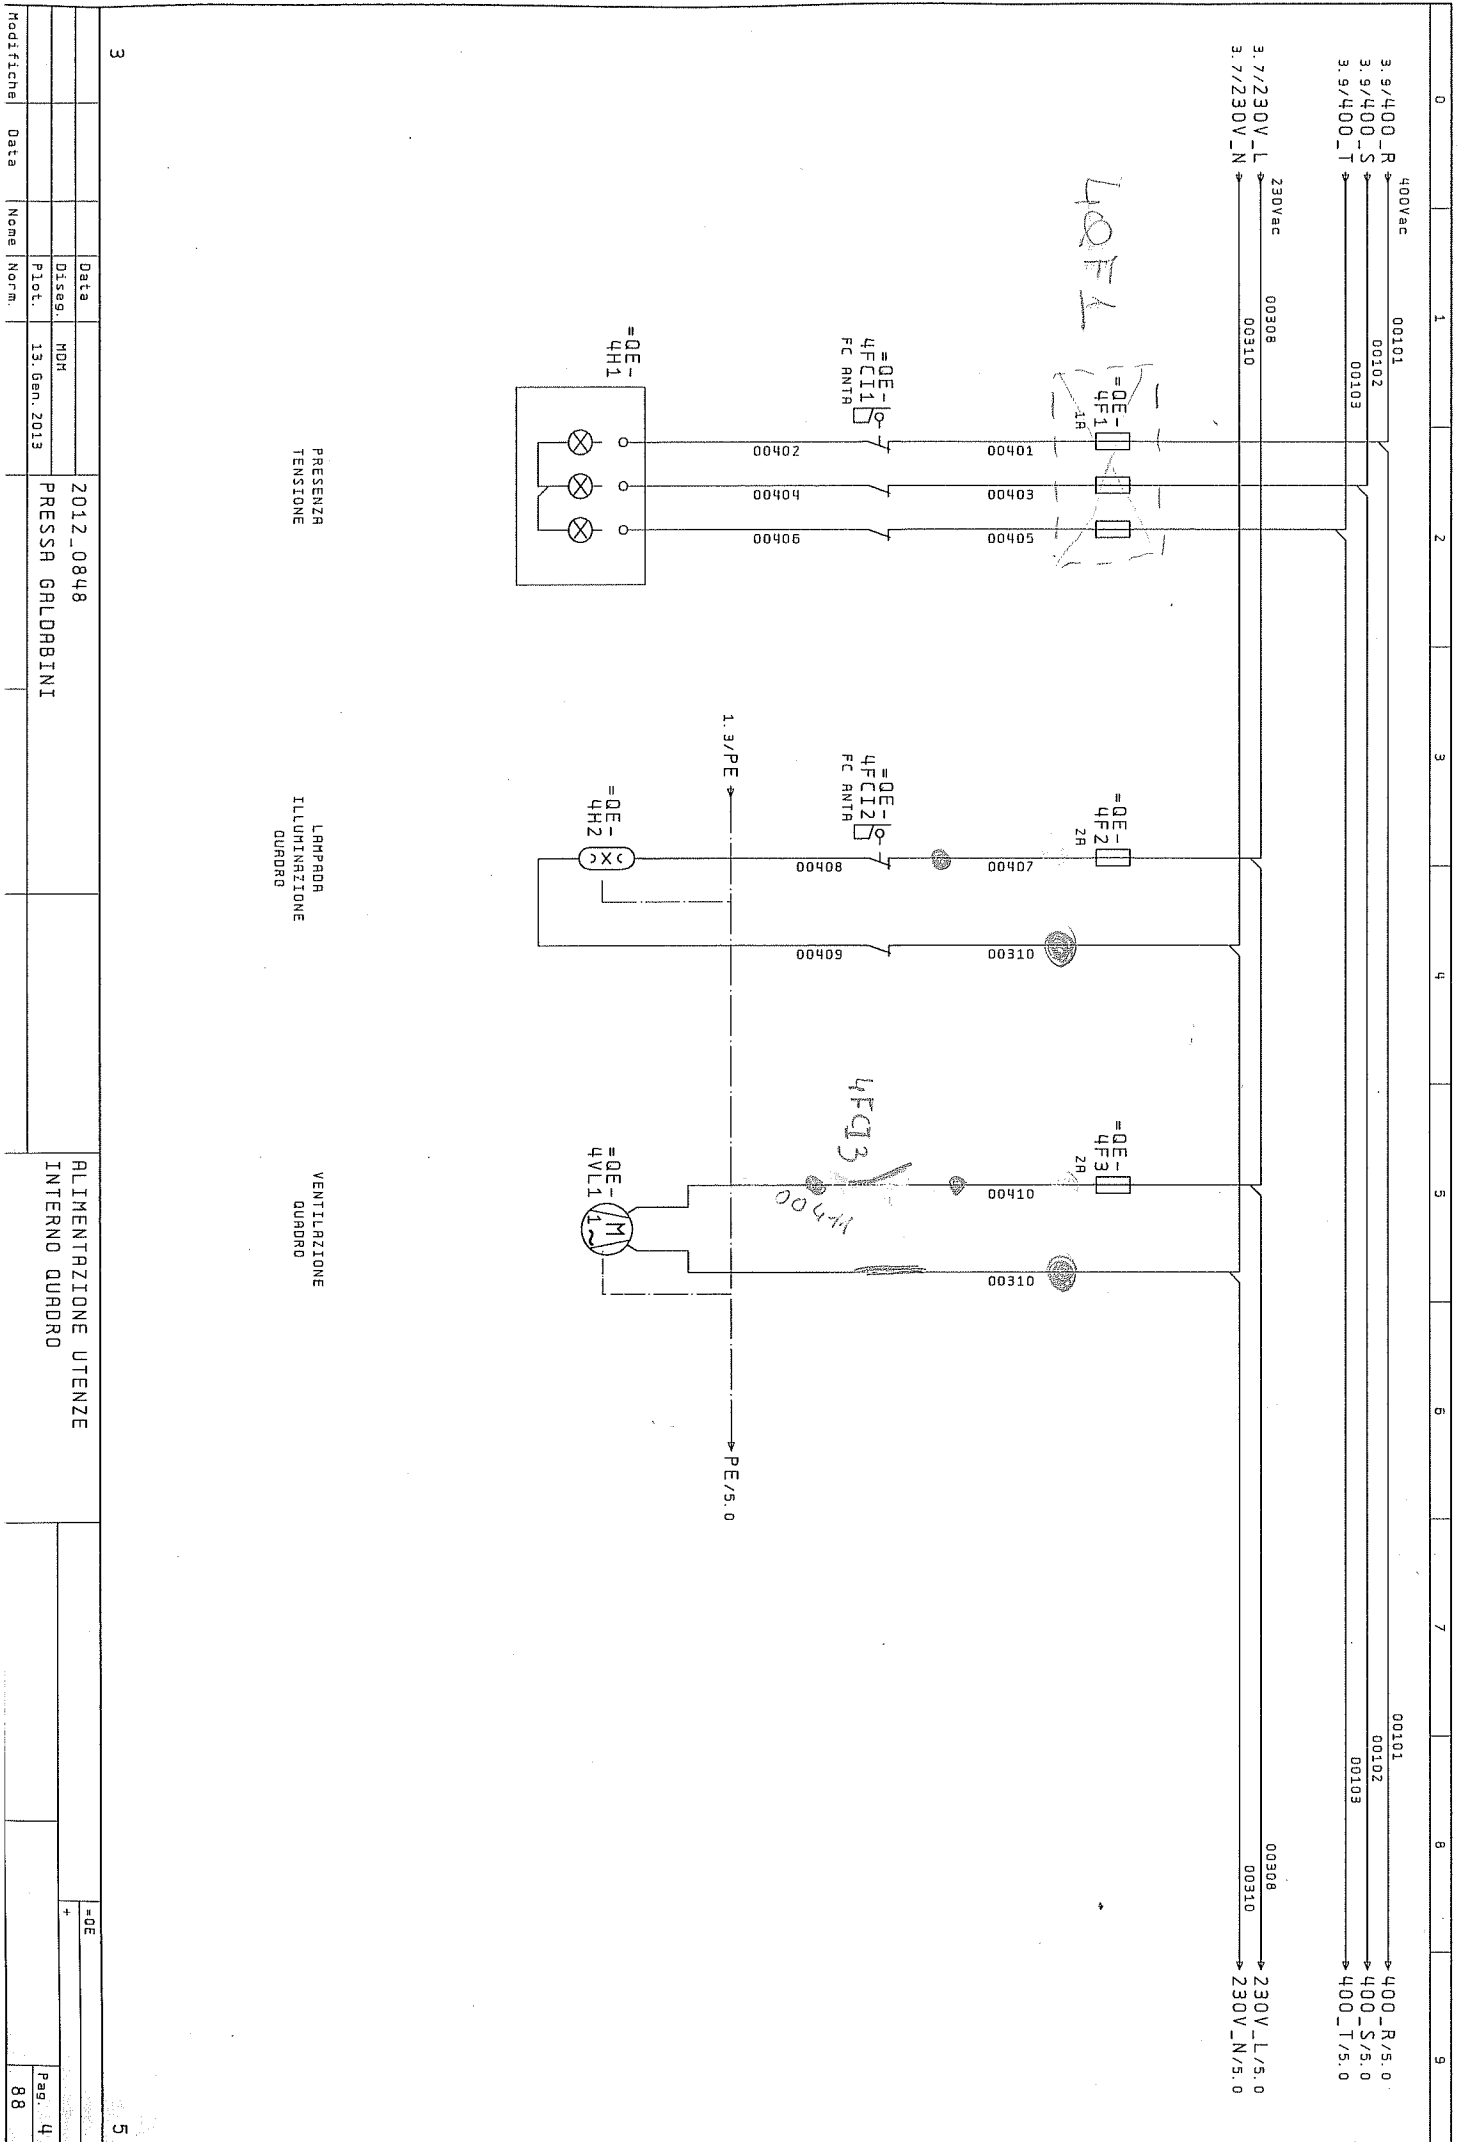 0 1 2 3 4 5 6 7 8 9
400Vac
00101
00102
00103
3.9/400_R
3.9/400_S
3.9/400_T
00101
00102
00103
400_R/5.0
400_S/5.0
400_T/5.0
230Vac
00308
00310
3.7/230V_L
3.7/230V_N
00308
00310
230V_L/5.0
230V_N/5.0
4QF1
=QE-
4F1
1A
=QE-
4F2
2A
=QE-
4F3
2A
00401
00403
00405
00407
00310
00410
00310
=QE-
4FCI1
FC ANTA
=QE-
4FCI2
FC ANTA
4FCI3
00402
00404
00406
00408
00409
00411
1.3/PE
PE/5.0
=QE-
4H1
=QE-
4H2
=QE-
4VL1
M
1~
PRESENZA
TENSIONE
LAMPADA
ILLUMINAZIONE
QUADRO
VENTILAZIONE
QUADRO
3
5
Data
Diseg. MDM
Plot. 13.Gen.2013
Modifiche Data Nome Norm.
2012_0848
PRESSA GALDABINI
ALIMENTAZIONE UTENZE
INTERNO QUADRO
=QE
+
Pag. 4
88